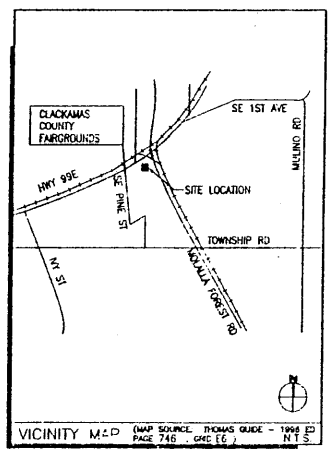 CLACKAMAS
COUNTY
FAIRGROUNDS
SE 1ST AVE
MULINO RD
HWY 99E
SE PINE ST
SITE LOCATION
TOWNSHIP RD
MOLALLA FOREST RD
NY ST
N
VICINITY MAP
(MAP SOURCE, THOMAS GUIDE - 1998 ED
PAGE 746 , GRID E6 ) N T S.